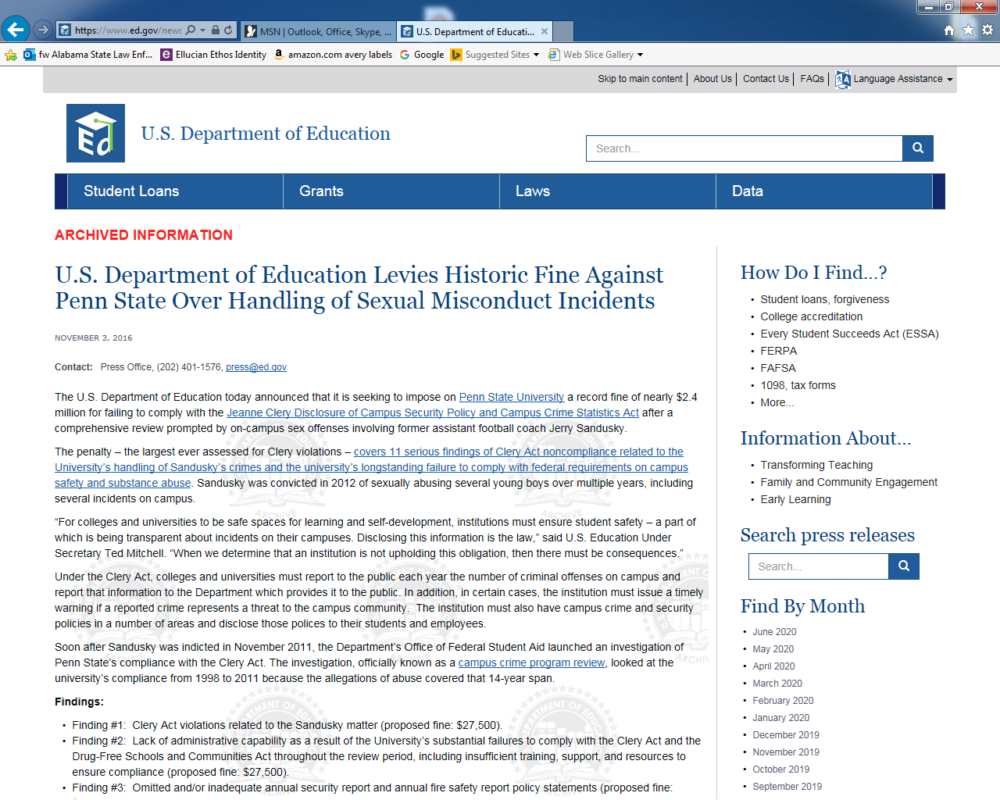 https://www.ed.gov/news
MSN | Outlook, Office, Skype, ...
U.S. Department of Educati...
fw Alabama State Law Enf...
Ellucian Ethos Identity
amazon.com avery labels
Google
Suggested Sites
Web Slice Gallery
Skip to main content
About Us
Contact Us
FAQs
Language Assistance
Ed
U.S. Department of Education
Search...
Student Loans
Grants
Laws
Data
ARCHIVED INFORMATION
U.S. Department of Education Levies Historic Fine Against
Penn State Over Handling of Sexual Misconduct Incidents
NOVEMBER 3, 2016
Contact: Press Office, (202) 401-1576, press@ed.gov
The U.S. Department of Education today announced that it is seeking to impose on Penn State University a record fine of nearly $2.4
million for failing to comply with the Jeanne Clery Disclosure of Campus Security Policy and Campus Crime Statistics Act after a
comprehensive review prompted by on-campus sex offenses involving former assistant football coach Jerry Sandusky.
The penalty – the largest ever assessed for Clery violations – covers 11 serious findings of Clery Act noncompliance related to the
University's handling of Sandusky's crimes and the university's longstanding failure to comply with federal requirements on campus
safety and substance abuse. Sandusky was convicted in 2012 of sexually abusing several young boys over multiple years, including
several incidents on campus.
“For colleges and universities to be safe spaces for learning and self-development, institutions must ensure student safety – a part of
which is being transparent about incidents on their campuses. Disclosing this information is the law,” said U.S. Education Under
Secretary Ted Mitchell. “When we determine that an institution is not upholding this obligation, then there must be consequences.”
Under the Clery Act, colleges and universities must report to the public each year the number of criminal offenses on campus and
report that information to the Department which provides it to the public. In addition, in certain cases, the institution must issue a timely
warning if a reported crime represents a threat to the campus community. The institution must also have campus crime and security
policies in a number of areas and disclose those polices to their students and employees.
Soon after Sandusky was indicted in November 2011, the Department's Office of Federal Student Aid launched an investigation of
Penn State's compliance with the Clery Act. The investigation, officially known as a campus crime program review, looked at the
university's compliance from 1998 to 2011 because the allegations of abuse covered that 14-year span.
Findings:
• Finding #1: Clery Act violations related to the Sandusky matter (proposed fine: $27,500).
• Finding #2: Lack of administrative capability as a result of the University's substantial failures to comply with the Clery Act and the
Drug-Free Schools and Communities Act throughout the review period, including insufficient training, support, and resources to
ensure compliance (proposed fine: $27,500).
• Finding #3: Omitted and/or inadequate annual security report and annual fire safety report policy statements (proposed fine:
How Do I Find...?
• Student loans, forgiveness
• College accreditation
• Every Student Succeeds Act (ESSA)
• FERPA
• FAFSA
• 1098, tax forms
• More...
Information About...
• Transforming Teaching
• Family and Community Engagement
• Early Learning
Search press releases
Search...
Find By Month
• June 2020
• May 2020
• April 2020
• March 2020
• February 2020
• January 2020
• December 2019
• November 2019
• October 2019
• September 2019